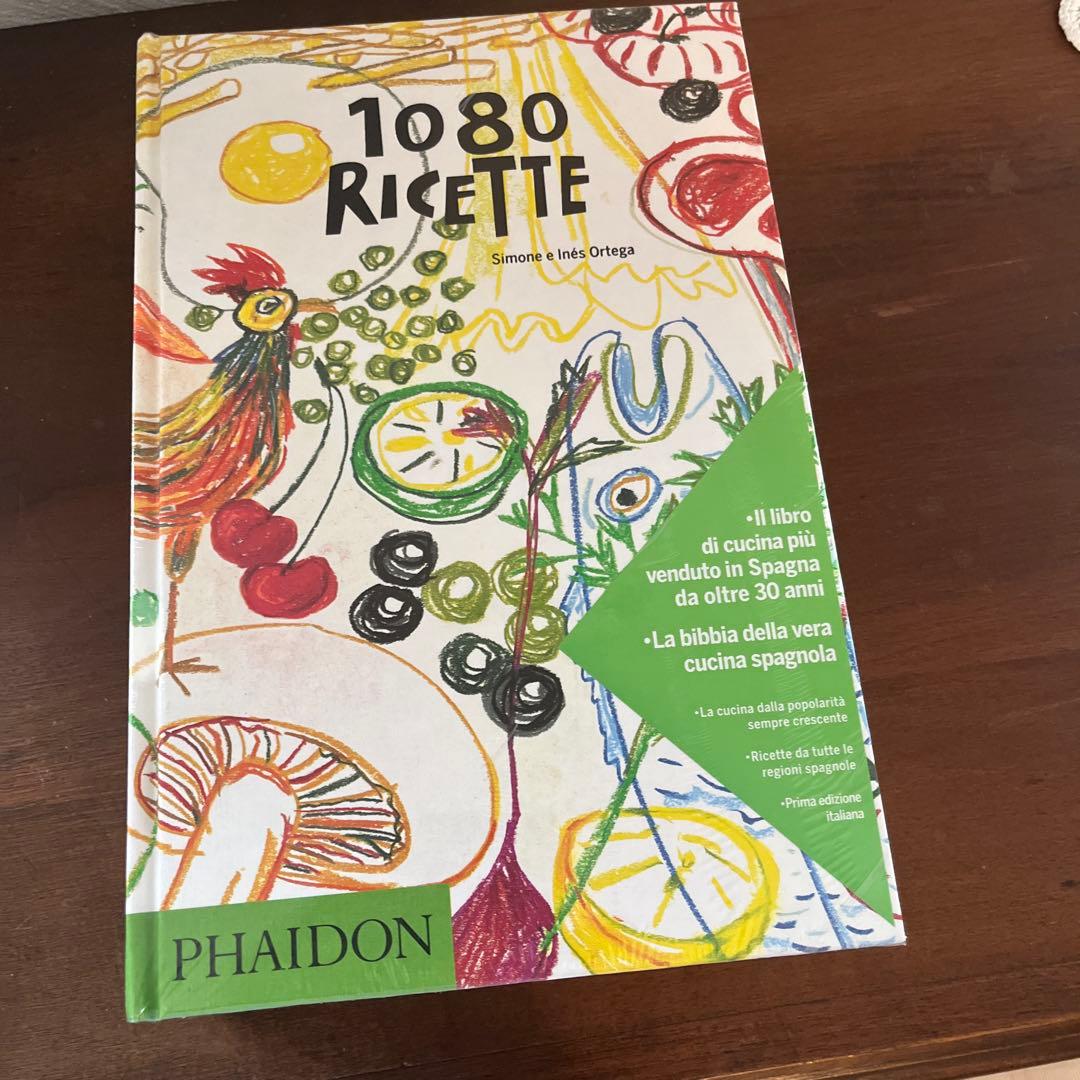 1080
RICETTE
Simone e Inés Ortega
•Il libro
di cucina più
venduto in Spagna
da oltre 30 anni
•La bibbia della vera
cucina spagnola
•La cucina dalla popolarità
sempre crescente
•Ricette da tutte le
regioni spagnole
•Prima edizione
italiana
PHAIDON